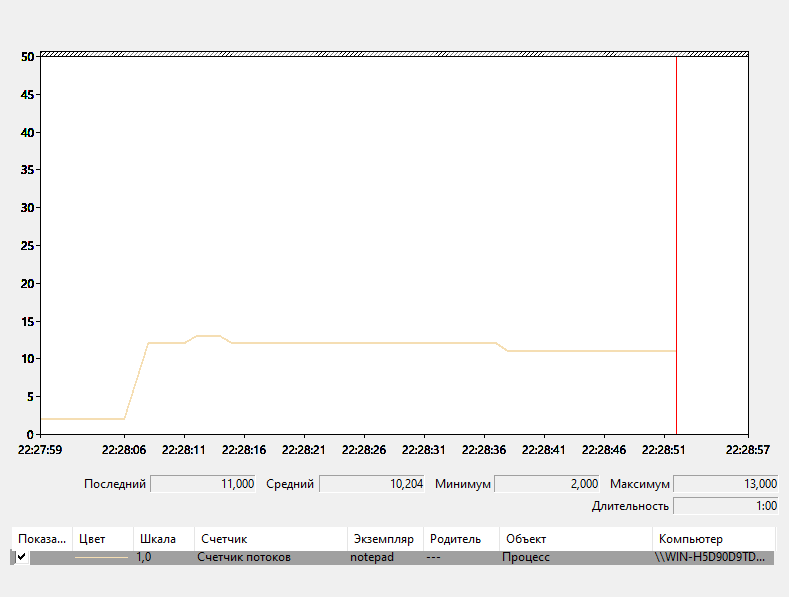 50
45
40
35
30
25
20
15
10
5
0
22:27:59 22:28:06 22:28:11 22:28:16 22:28:21 22:28:26 22:28:31 22:28:36 22:28:41 22:28:46 22:28:51 22:28:57
Последний 11,000 Средний 10,204 Минимум 2,000 Максимум 13,000
Длительность 1:00
Показа... Цвет Шкала Счетчик Экземпляр Родитель Объект Компьютер
1,0 Счетчик потоков notepad --- Процесс \\WIN-H5D90D9TD...